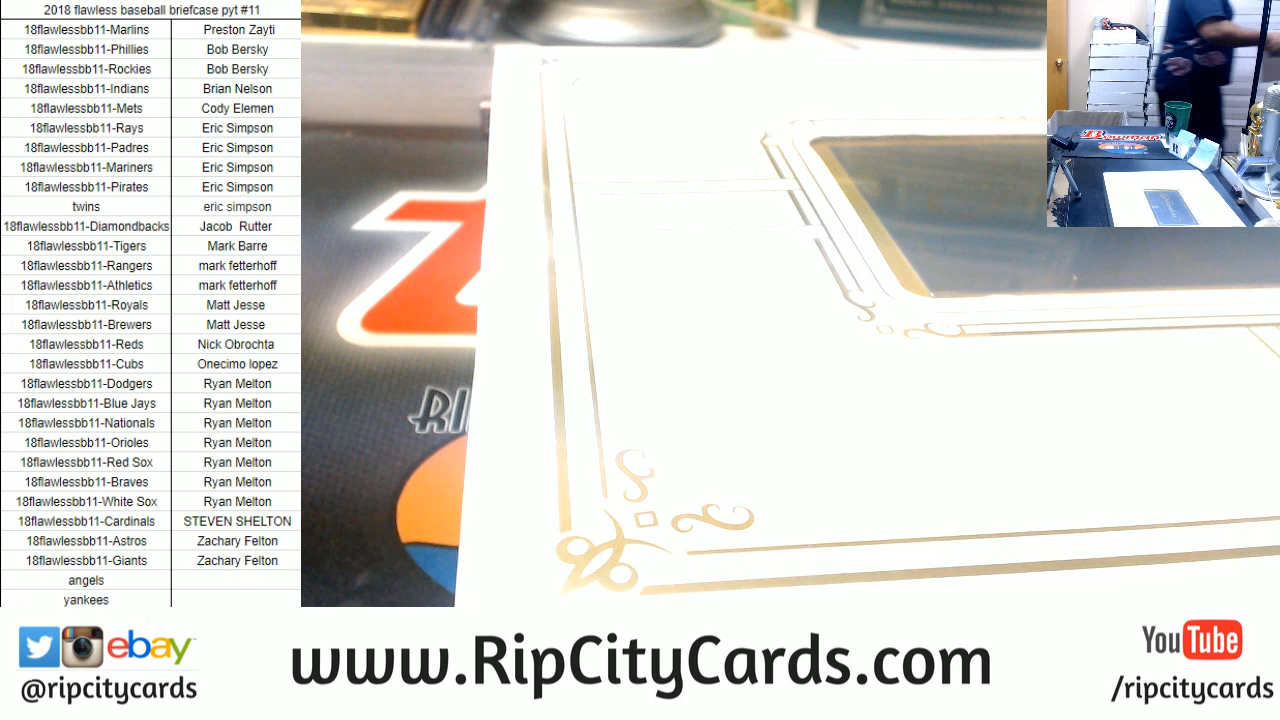 2018 flawless baseball briefcase pyt #11
18flawlessbb11-Marlins Preston Zayti
18flawlessbb11-Phillies Bob Bersky
18flawlessbb11-Rockies Bob Bersky
18flawlessbb11-Indians Brian Nelson
18flawlessbb11-Mets Cody Elemen
18flawlessbb11-Rays Eric Simpson
18flawlessbb11-Padres Eric Simpson
18flawlessbb11-Mariners Eric Simpson
18flawlessbb11-Pirates Eric Simpson
twins eric simpson
18flawlessbb11-Diamondbacks Jacob Rutter
18flawlessbb11-Tigers Mark Barre
18flawlessbb11-Rangers mark fetterhoff
18flawlessbb11-Athletics mark fetterhoff
18flawlessbb11-Royals Matt Jesse
18flawlessbb11-Brewers Matt Jesse
18flawlessbb11-Reds Nick Obrochta
18flawlessbb11-Cubs Onecimo lopez
18flawlessbb11-Dodgers Ryan Melton
18flawlessbb11-Blue Jays Ryan Melton
18flawlessbb11-Nationals Ryan Melton
18flawlessbb11-Orioles Ryan Melton
18flawlessbb11-Red Sox Ryan Melton
18flawlessbb11-Braves Ryan Melton
18flawlessbb11-White Sox Ryan Melton
18flawlessbb11-Cardinals STEVEN SHELTON
18flawlessbb11-Astros Zachary Felton
18flawlessbb11-Giants Zachary Felton
angels
yankees
Bowman
RI
ebay
@ripcitycards
www.RipCityCards.com
YouTube
/ripcitycards